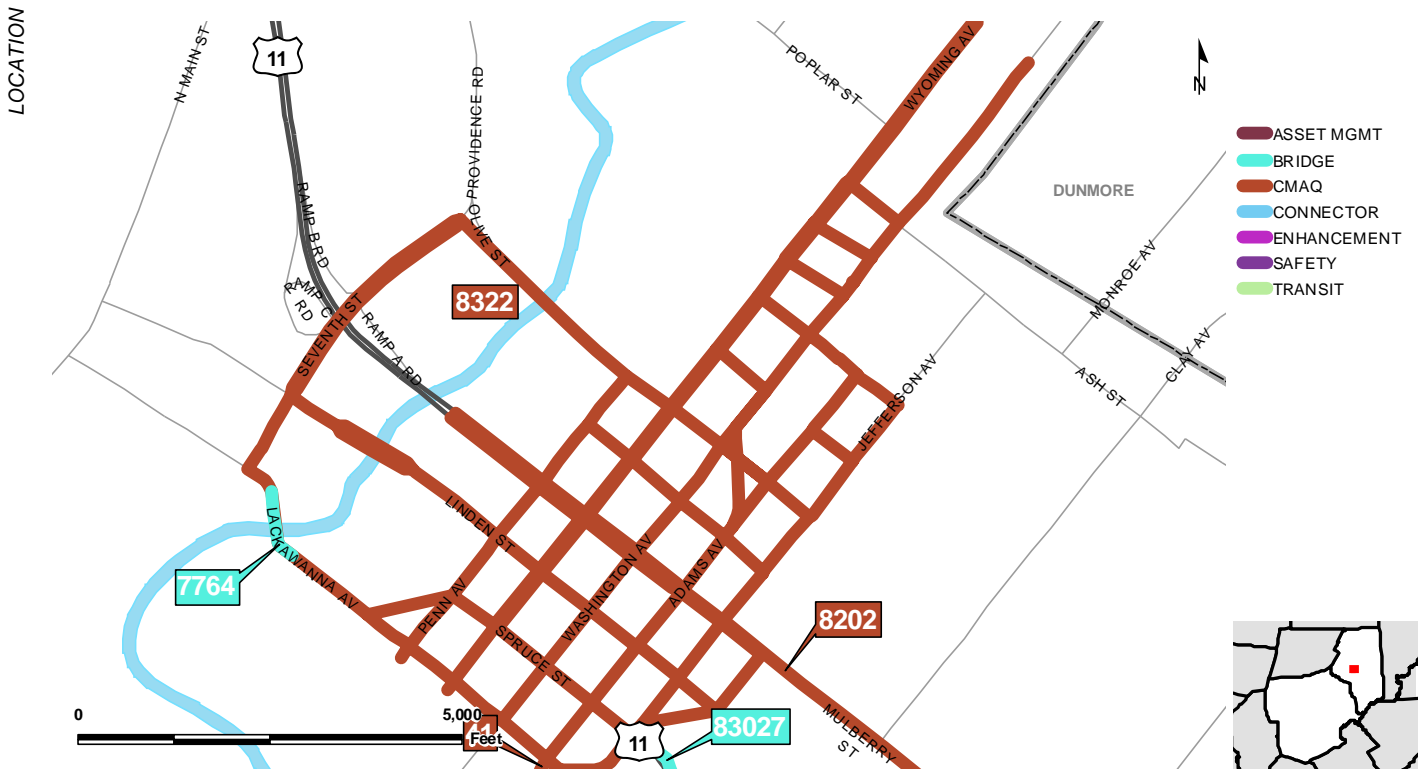 LOCATION
N MAIN ST
11
O PROVIDENCE RD
POPLAR ST
WYOMING AV
N
ASSET MGMT
BRIDGE
CMAQ
CONNECTOR
ENHANCEMENT
SAFETY
TRANSIT
DUNMORE
MONROE AV
CLAY AV
ASH ST
RAMP B RD
RAMP C
RD
RAMP A RD
SEVENTH ST
OLIVE ST
8322
JEFFERSON AV
LINDEN ST
LACKAWANNA AV
7764
PENN AV
WASHINGTON AV
ADAMS AV
SPRUCE ST
8202
MULBERRY
ST
83027
11
0
5,000
Feet